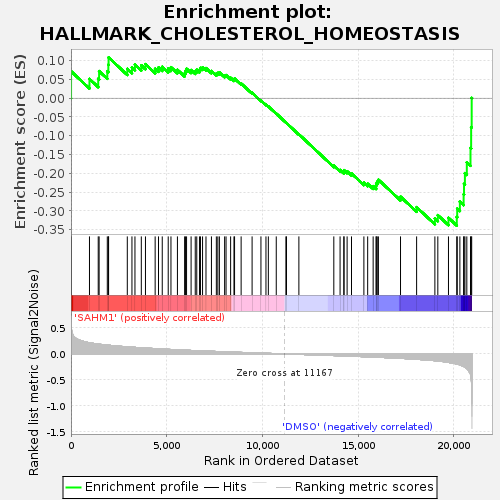 Enrichment plot:
HALLMARK_CHOLESTEROL_HOMEOSTASIS
Enrichment score (ES)
0.10
0.05
0.00
-0.05
-0.10
-0.15
-0.20
-0.25
-0.30
-0.35
'SAHM1' (positively correlated)
Ranked list metric (Signal2Noise)
0.5
0.0
-0.5
-1.0
-1.5
Zero cross at 11167
'DMSO' (negatively correlated)
0
5,000
10,000
15,000
20,000
Rank in Ordered Dataset
Enrichment profile
Hits
Ranking metric scores